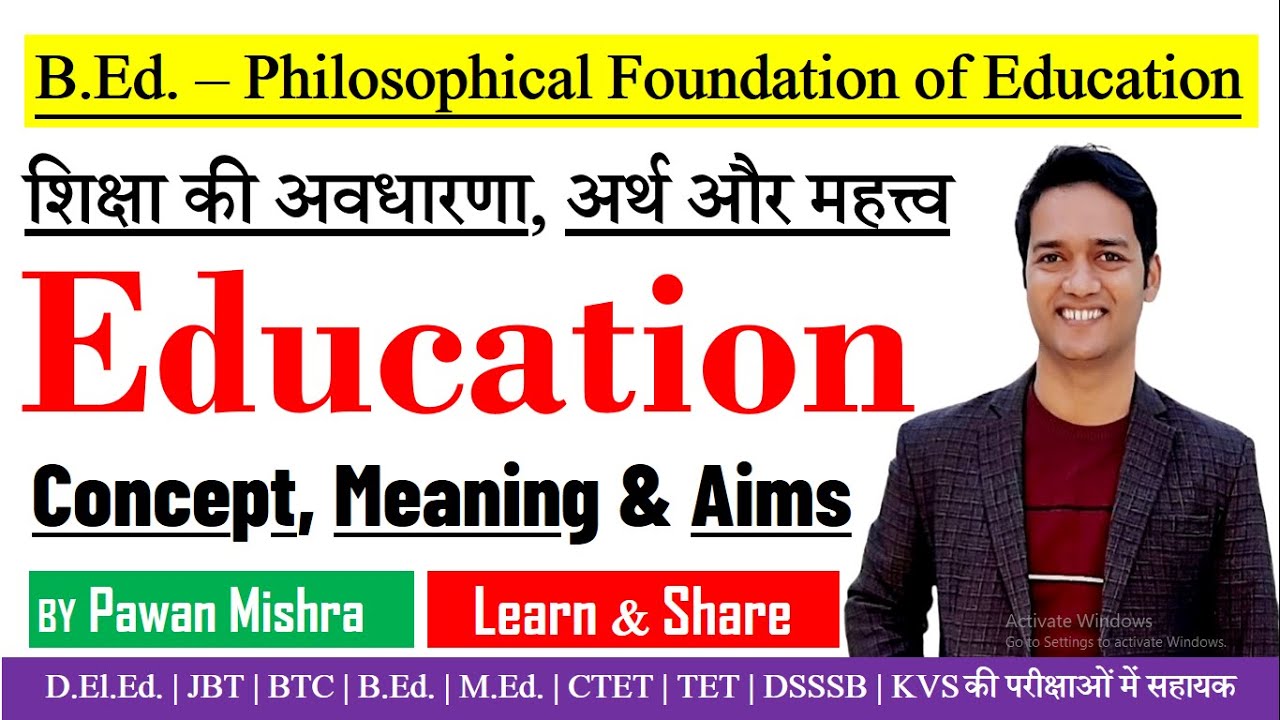 B.Ed. – Philosophical Foundation of Education
शिक्षा की अवधारणा, अर्थ और महत्त्व
Education
Concept, Meaning & Aims
BY Pawan Mishra
Learn & Share
Activate Windows
Go to Settings to activate Windows.
D.El.Ed. | JBT | BTC | B.Ed. | M.Ed. | CTET | TET | DSSSB | KVS की परीक्षाओं में सहायक